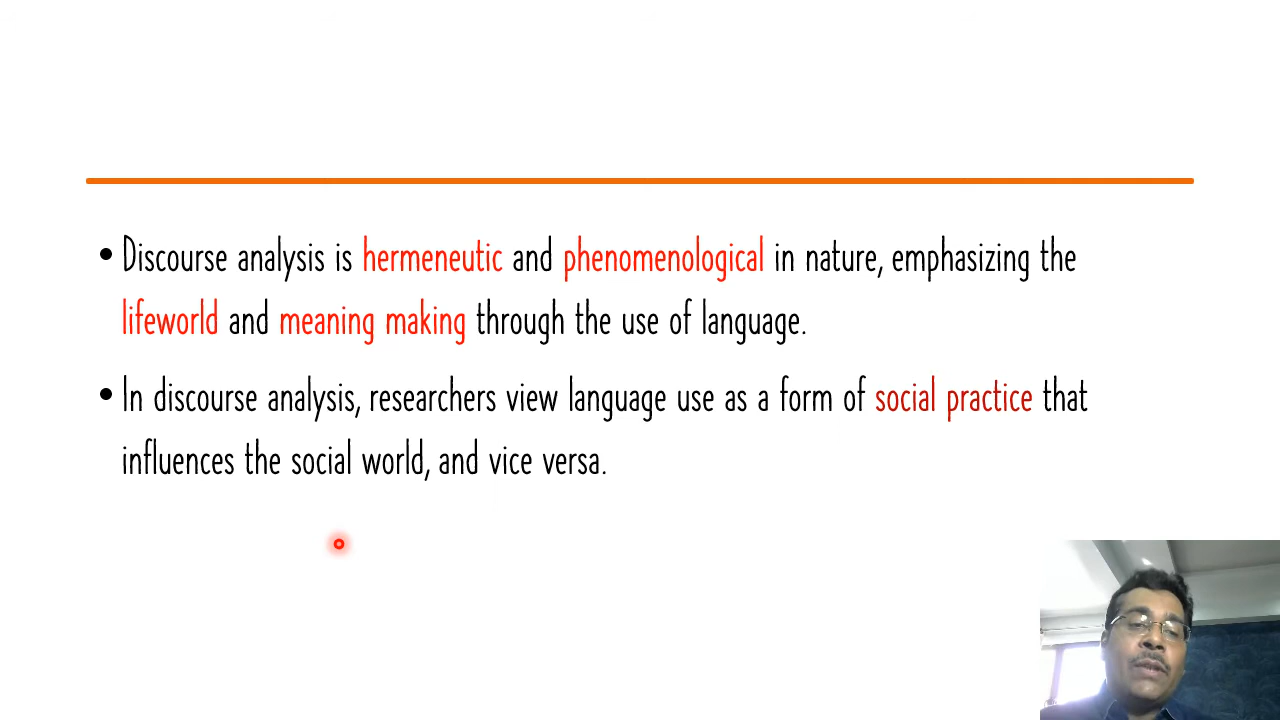 • Discourse analysis is hermeneutic and phenomenological in nature, emphasizing the
lifeworld and meaning making through the use of language.
• In discourse analysis, researchers view language use as a form of social practice that
influences the social world, and vice versa.